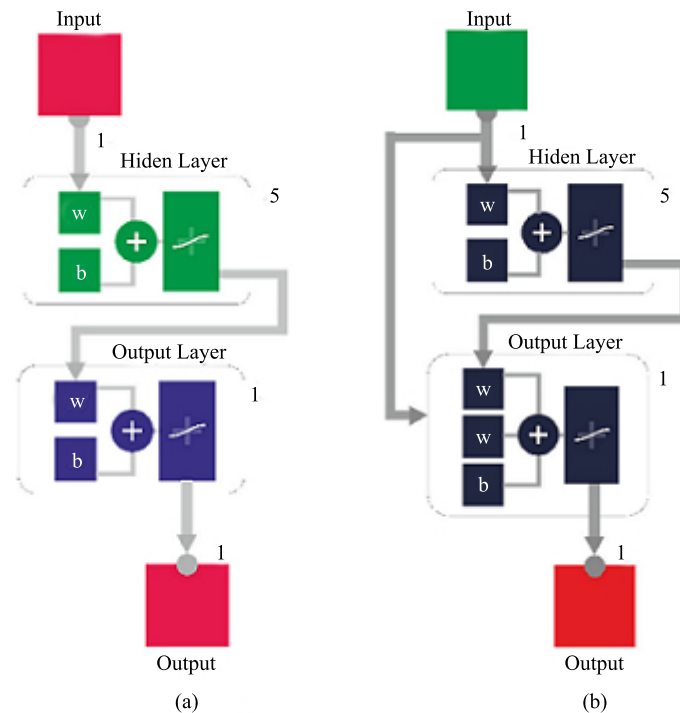 Input
1
Hiden Layer
5
w
b
Output Layer
1
w
b
1
Output
(a)
Input
1
Hiden Layer
5
w
b
Output Layer
1
w
w
b
1
Output
(b)